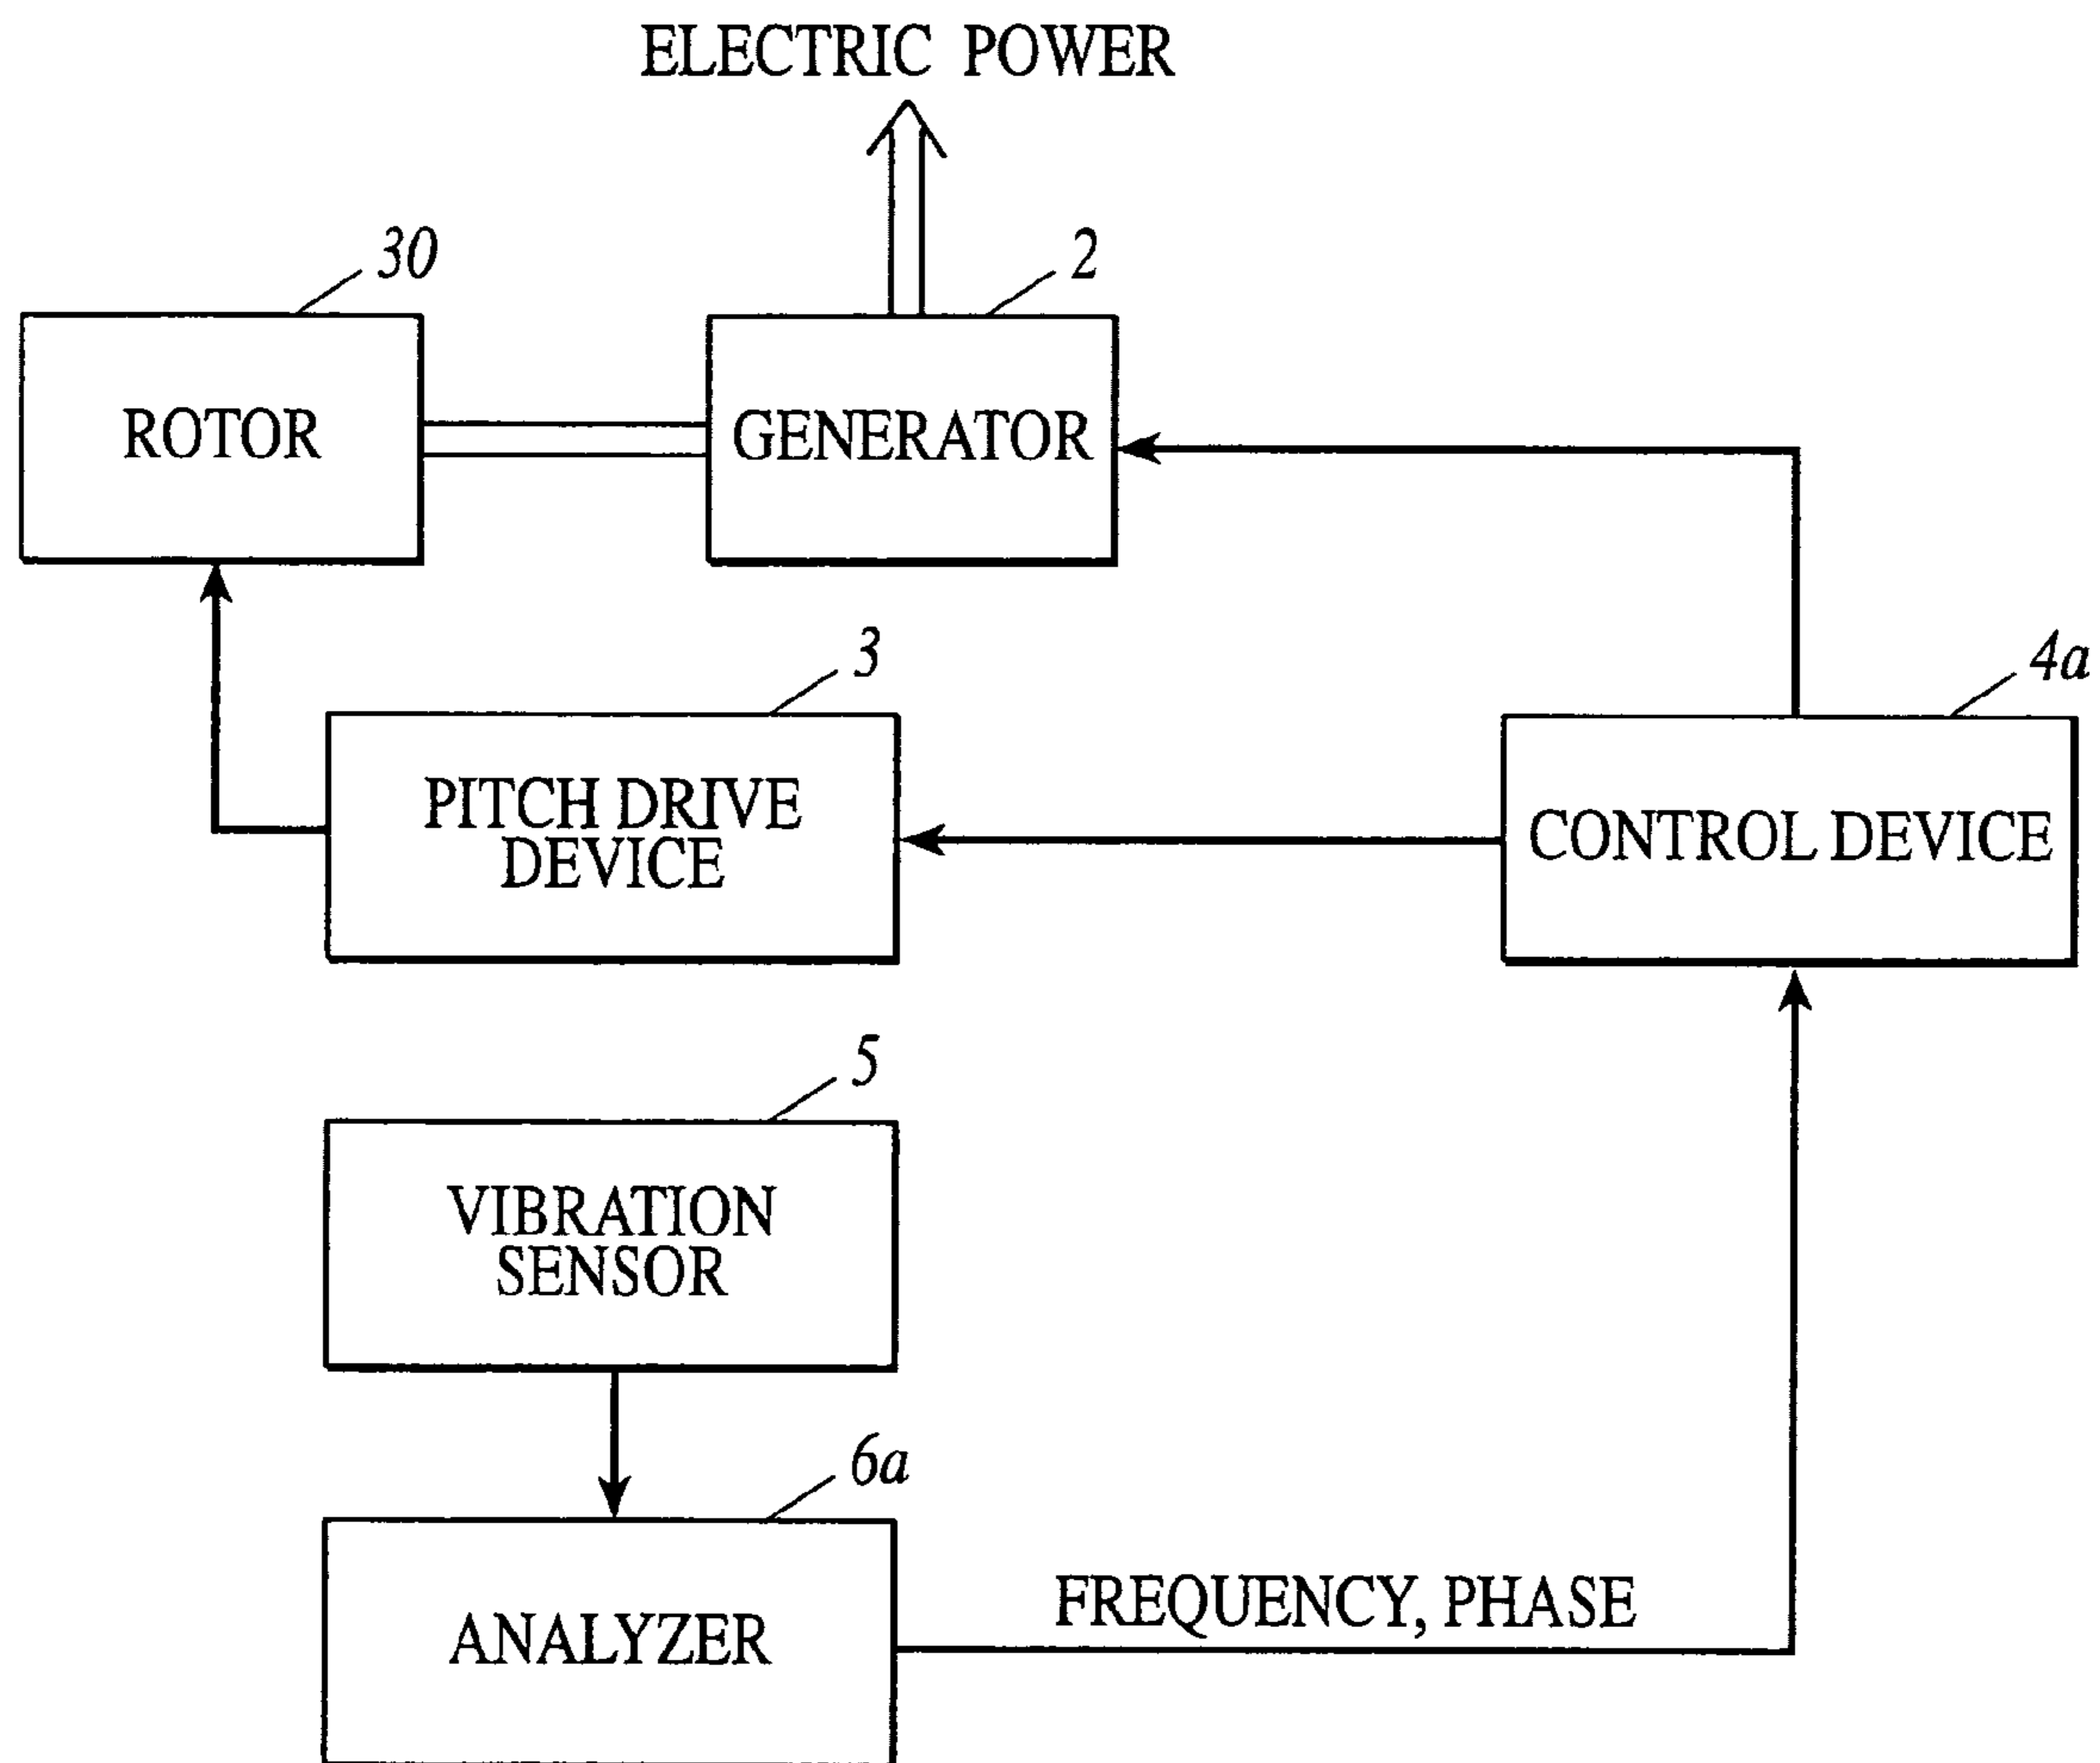 ELECTRIC POWER
30
2
ROTOR
GENERATOR
3
4a
PITCH DRIVE
DEVICE
CONTROL DEVICE
5
VIBRATION
SENSOR
6a
ANALYZER
FREQUENCY, PHASE